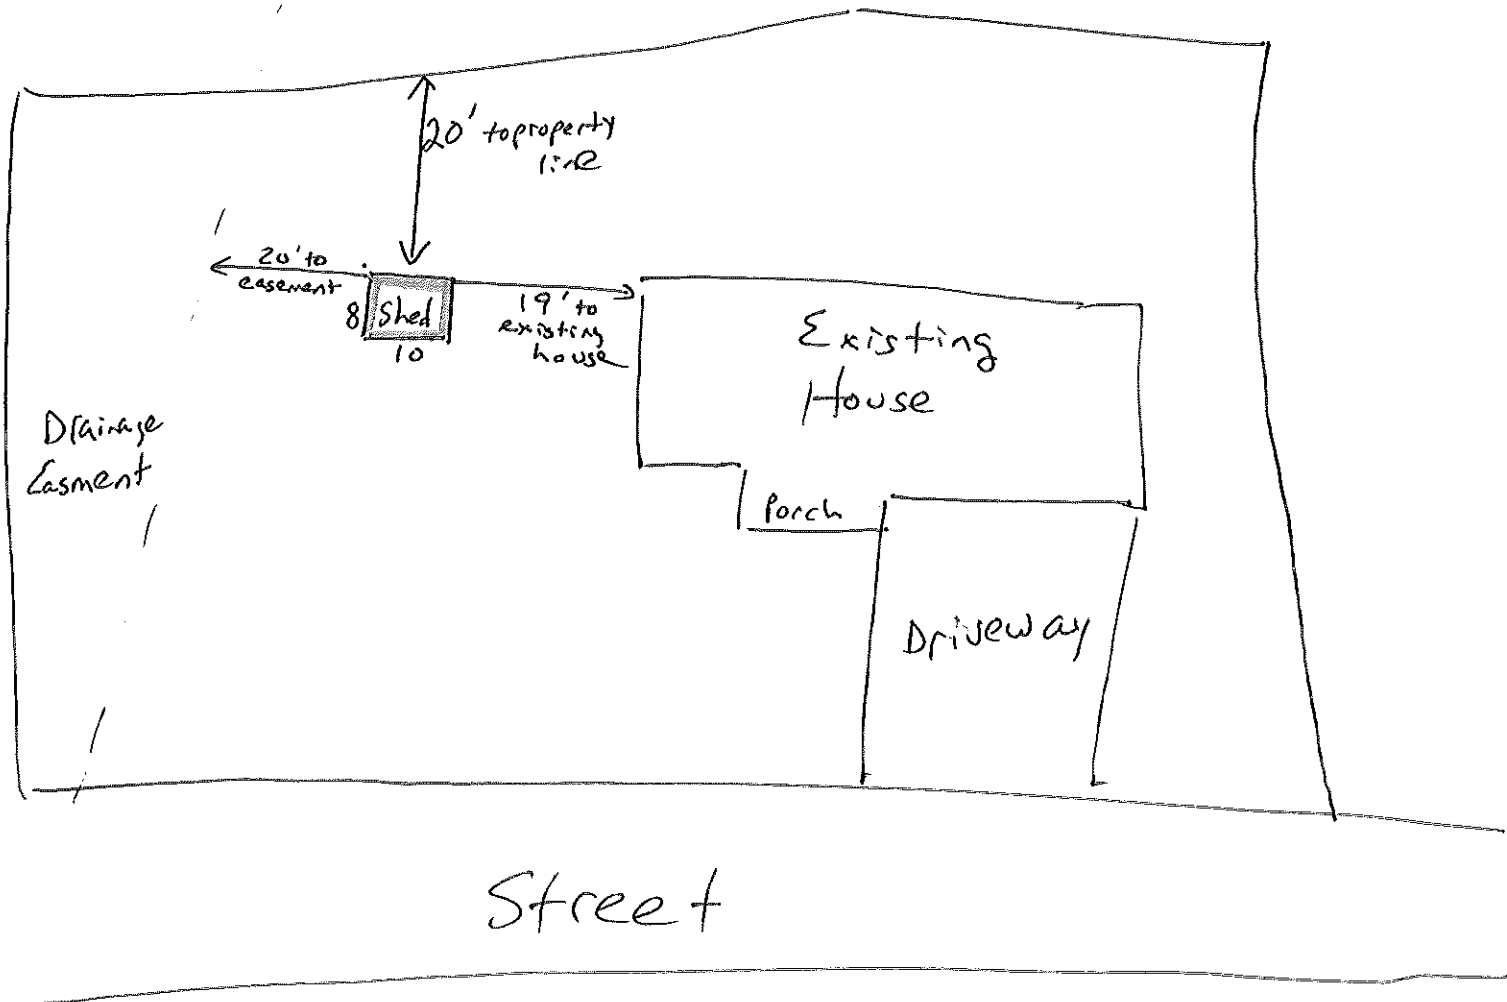 20' to property
line
20' to
easement
8
Shed
10
19' to
existing
house
Existing
House
Drainage
Easment
Porch
Driveway
Street